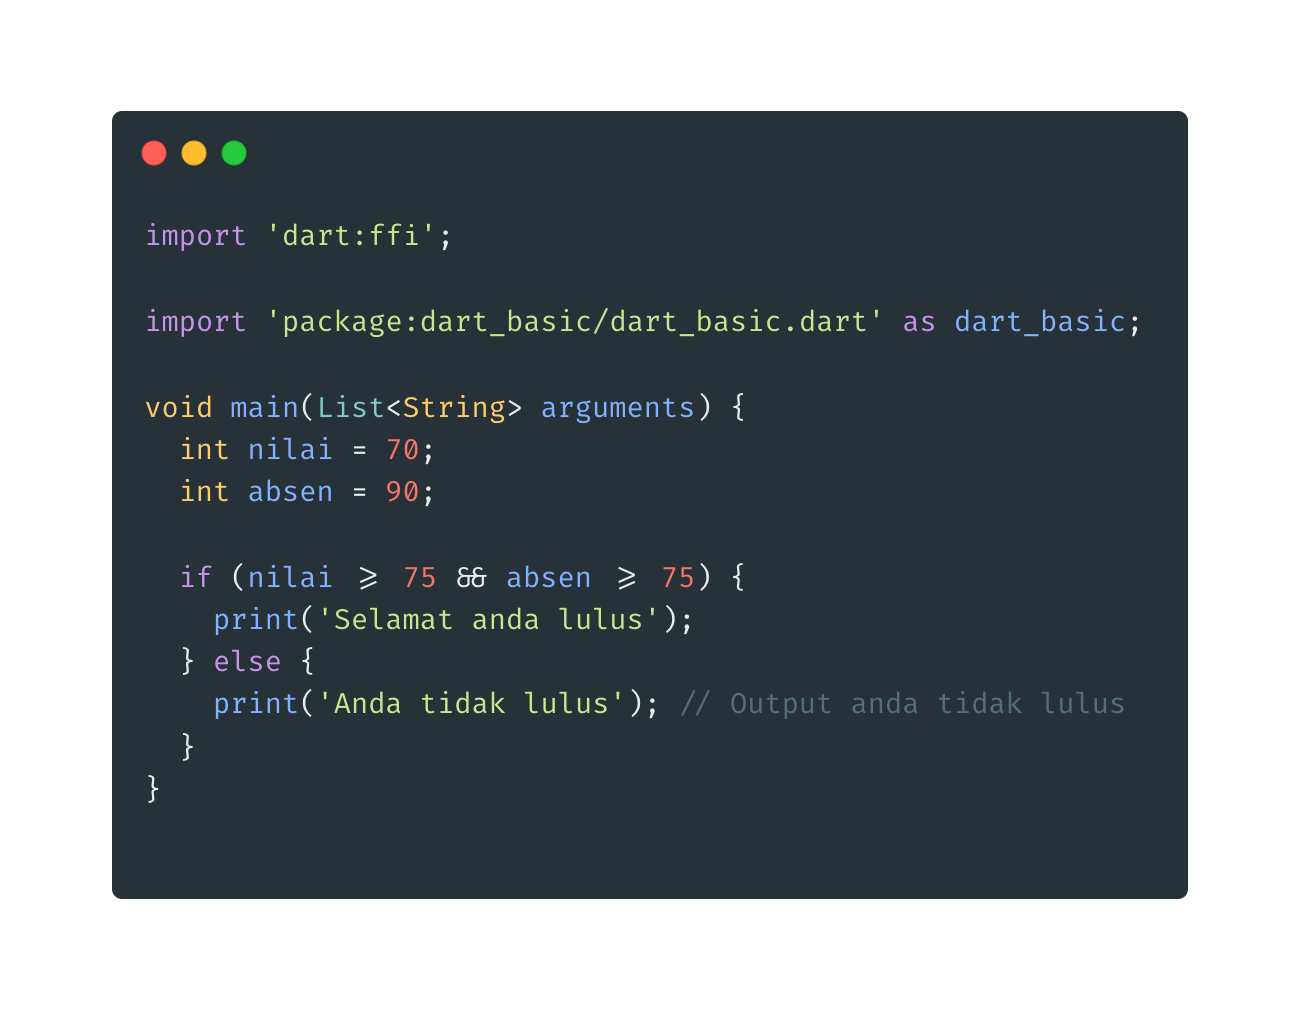 import 'dart:ffi';
import 'package:dart_basic/dart_basic.dart' as dart_basic;
void main(List<String> arguments) {
  int nilai = 70;
  int absen = 90;
  if (nilai >= 75 && absen >= 75) {
    print('Selamat anda lulus');
  } else {
    print('Anda tidak lulus'); // Output anda tidak lulus
  }
}